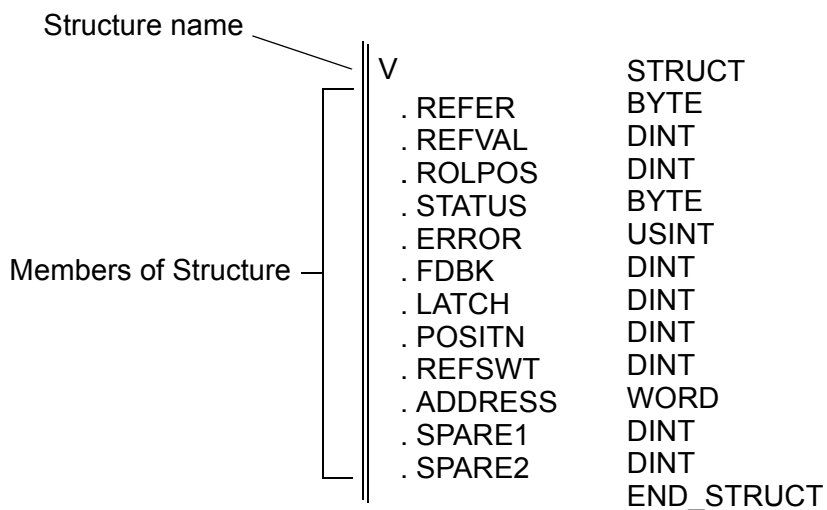 Structure name
V STRUCT
. REFER BYTE
. REFVAL DINT
. ROLPOS DINT
. STATUS BYTE
. ERROR USINT
Members of Structure
. FDBK DINT
. LATCH DINT
. POSITN DINT
. REFSWT DINT
. ADDRESS WORD
. SPARE1 DINT
. SPARE2 DINT
END_STRUCT